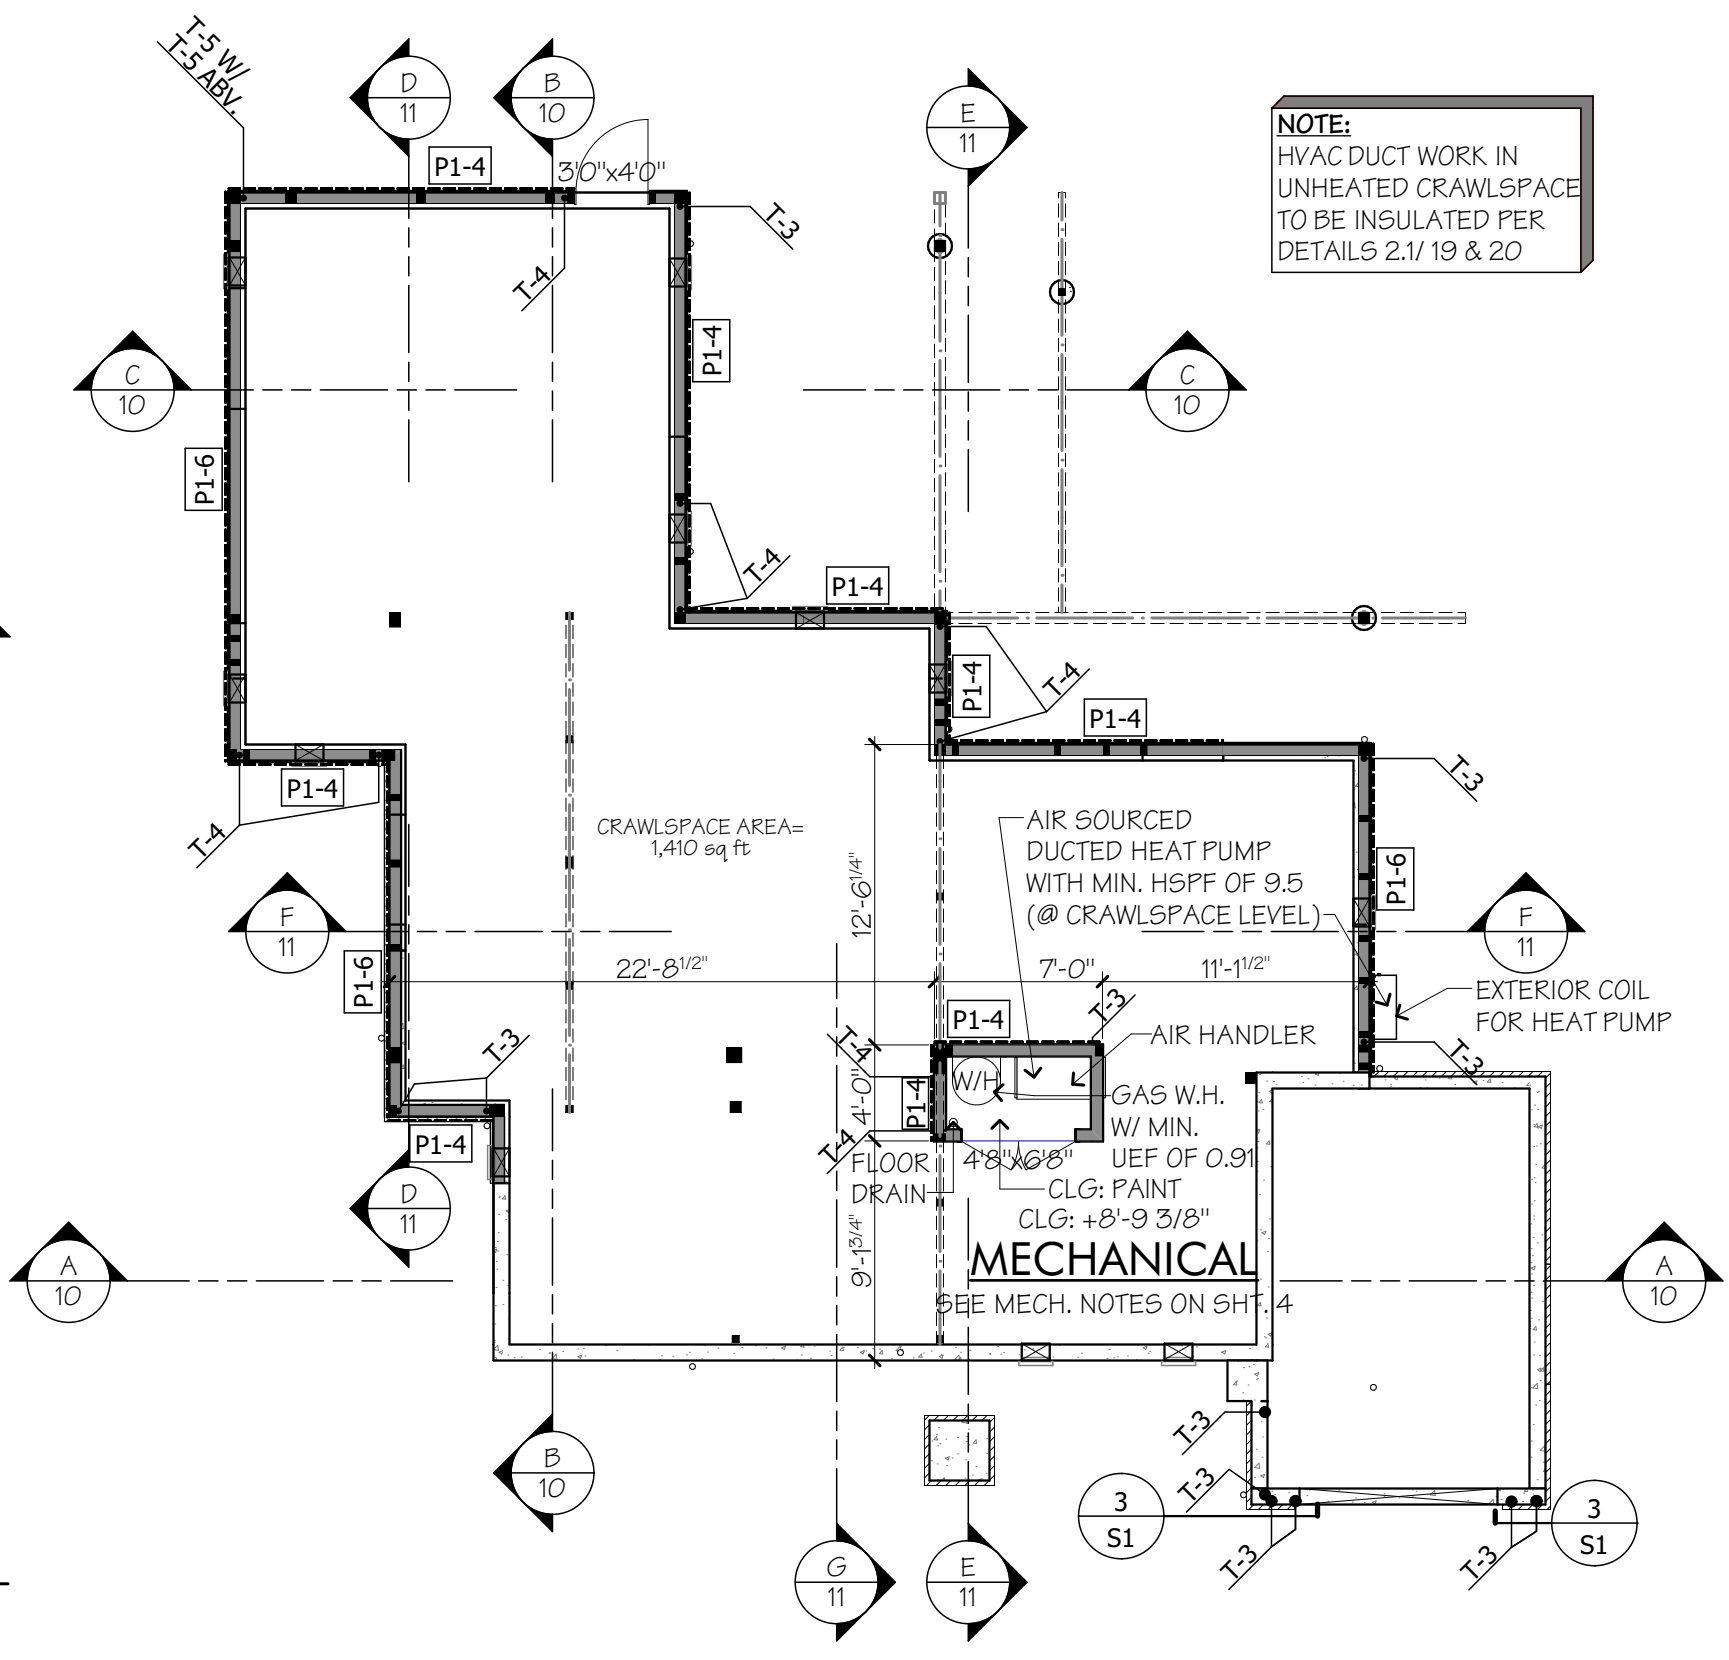 T-5 W/
T-5 ABV.
D
11
B
10
E
11
NOTE:
HVAC DUCT WORK IN
UNHEATED CRAWLSPACE
TO BE INSULATED PER
DETAILS 2.1/ 19 & 20
P1-4
3'0"x4'0"
T-3
T-4
P1-4
C
10
C
10
P1-6
T-4
P1-4
P1-4
T-4
P1-4
T-3
P1-4
T-4
CRAWLSPACE AREA=
1,410 sq ft
12'-6 1/4"
AIR SOURCED
DUCTED HEAT PUMP
WITH MIN. HSPF OF 9.5
(@ CRAWLSPACE LEVEL)
P1-6
F
11
F
11
P1-6
22'-8 1/2"
7'-0"
11'-1 1/2"
EXTERIOR COIL
FOR HEAT PUMP
P1-4
T-3
T-3
T-4
AIR HANDLER
T-3
W/H
P1-4
4'-0"
GAS W.H.
W/ MIN.
UEF OF 0.91
P1-4
T-4
FLOOR
DRAIN
4'8"x6'8"
CLG: PAINT
CLG: +8'-9 3/8"
D
11
9'-1 3/4"
MECHANICAL
SEE MECH. NOTES ON SHT. 4
A
10
A
10
T-3
B
10
T-3
3
S1
3
S1
T-3
T-3
G
11
E
11